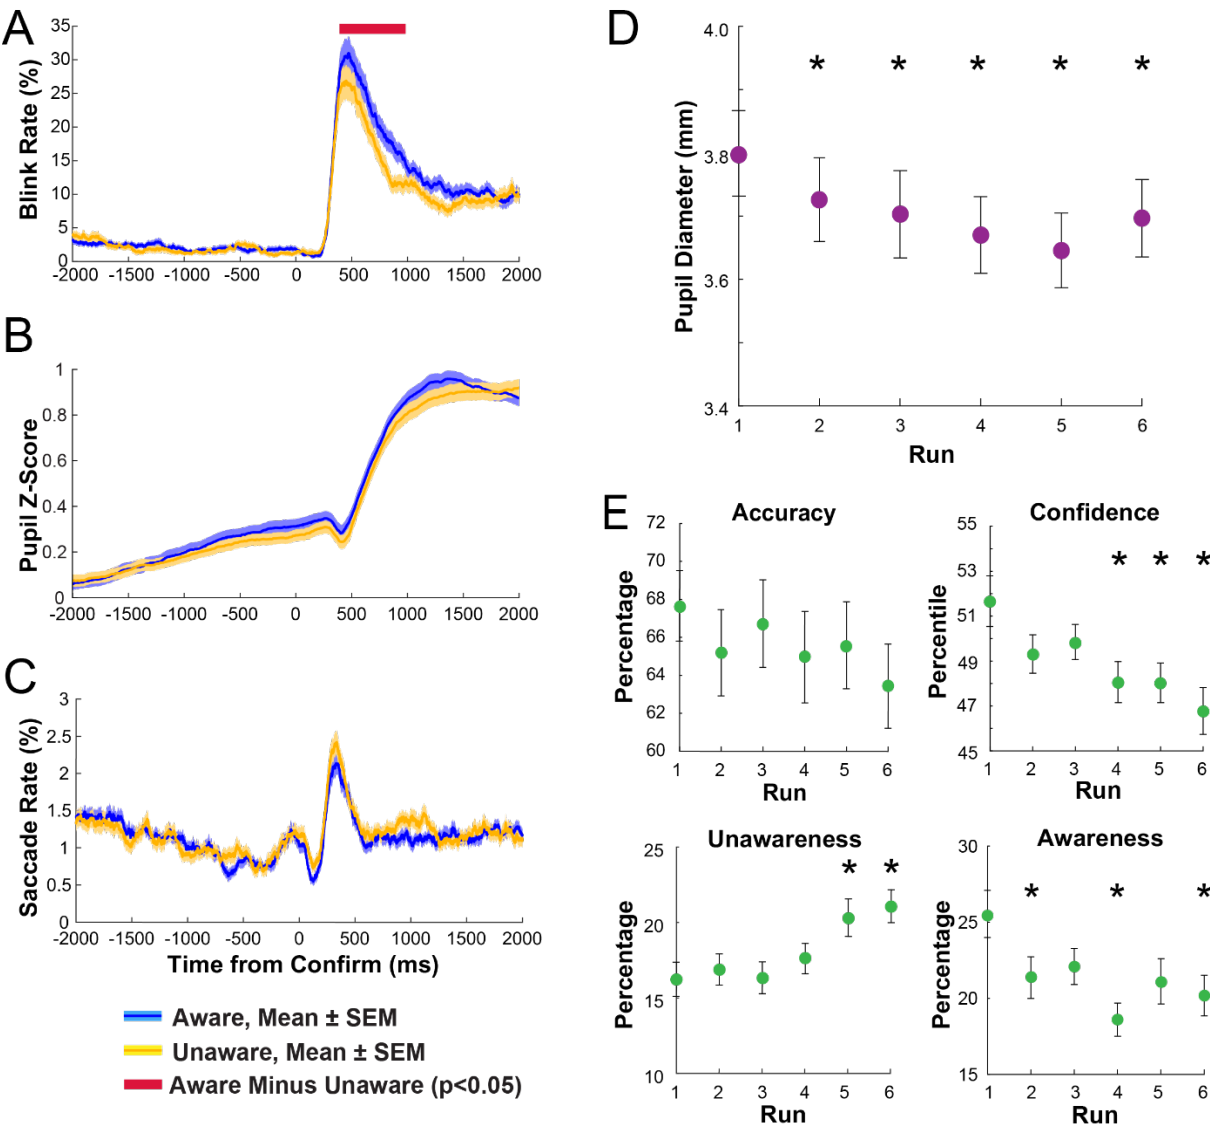 A
Blink Rate (%)
35
30
25
20
15
10
5
0
-2000 -1500 -1000 -500 0 500 1000 1500 2000
B
Pupil Z-Score
1
0.8
0.6
0.4
0.2
0
-2000 -1500 -1000 -500 0 500 1000 1500 2000
C
Saccade Rate (%)
3
2.5
2
1.5
1
0.5
0
-2000 -1500 -1000 -500 0 500 1000 1500 2000
Time from Confirm (ms)
Aware, Mean ± SEM
Unaware, Mean ± SEM
Aware Minus Unaware (p<0.05)
D
Pupil Diameter (mm)
4.0
3.8
3.6
3.4
* * * * *
1 2 3 4 5 6
Run
E
Accuracy
Percentage
72
70
68
66
64
62
60
1 2 3 4 5 6
Run
Confidence
Percentile
55
53
51
49
47
45
* * *
1 2 3 4 5 6
Run
Unawareness
Percentage
25
20
15
10
* *
1 2 3 4 5 6
Run
Awareness
Percentage
30
25
20
15
* * *
1 2 3 4 5 6
Run